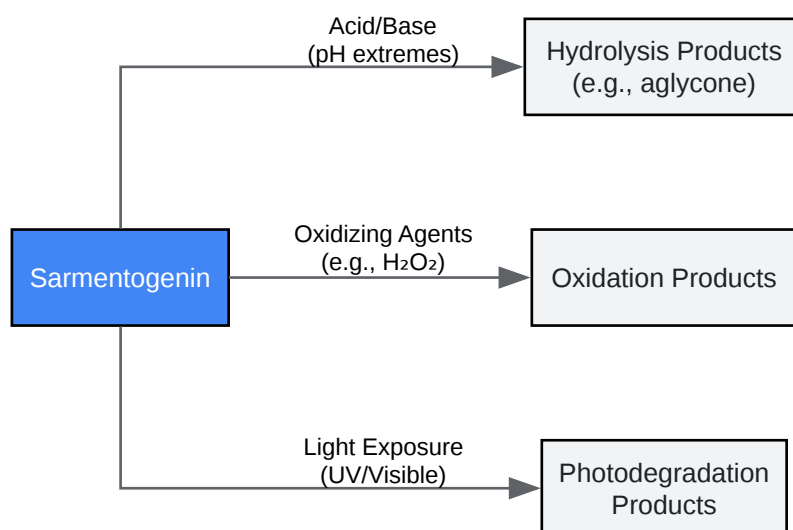 Acid/Base
(pH extremes)
Hydrolysis Products
(e.g., aglycone)
Sarmentogenin
Oxidizing Agents
(e.g., H₂O₂)
Oxidation Products
Light Exposure
(UV/Visible)
Photodegradation
Products